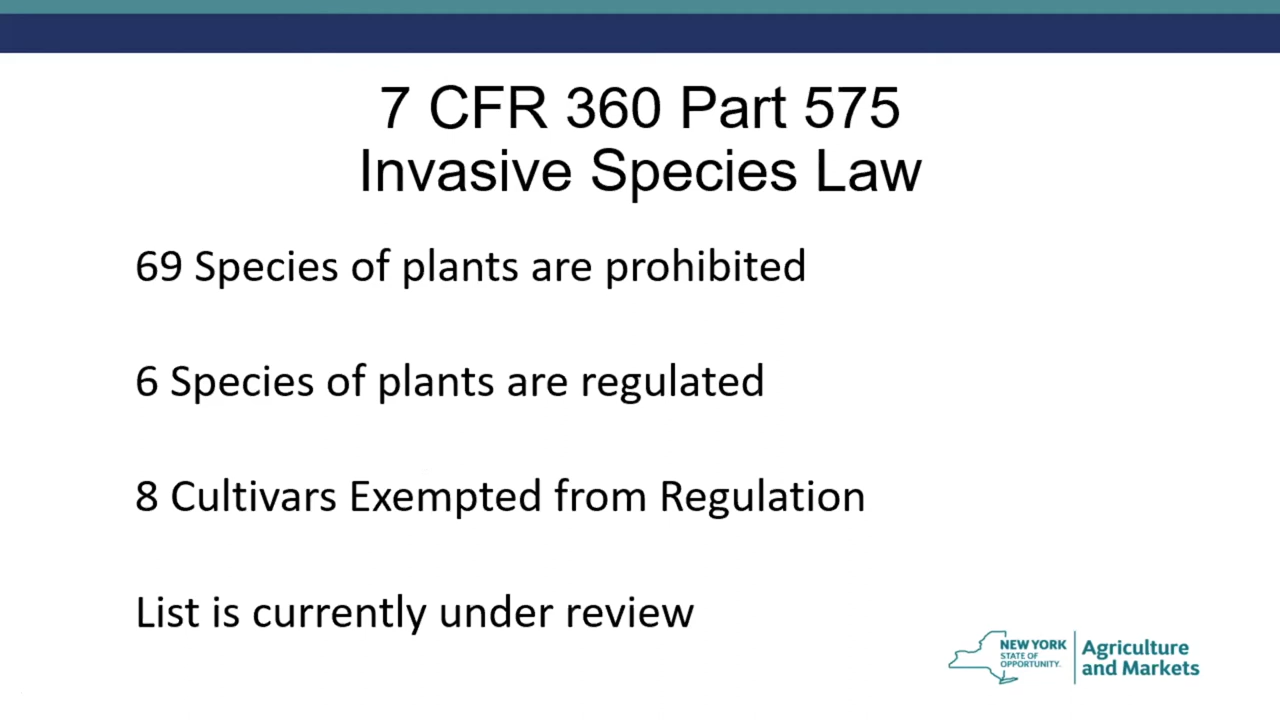 7 CFR 360 Part 575
Invasive Species Law
69 Species of plants are prohibited
6 Species of plants are regulated
8 Cultivars Exempted from Regulation
List is currently under review
NEW YORK
STATE OF
OPPORTUNITY.
Agriculture
and Markets